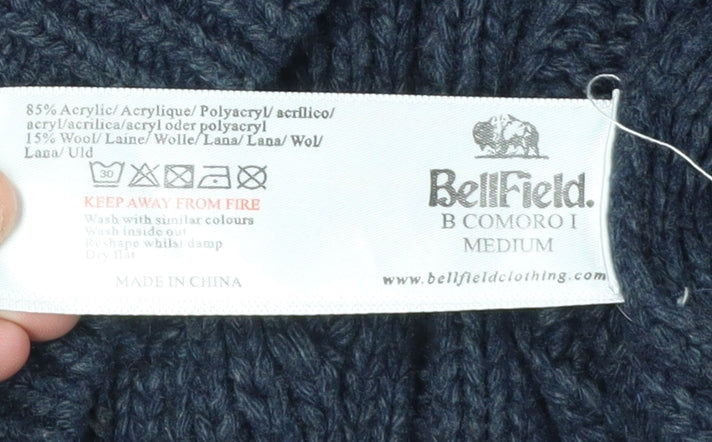 85% Acrylic/ Acrylique/ Polyacryl/ acrílico/
acryl/acrilica/acryl oder polyacryl
15% Wool/ Laine/ Wolle/ Lana/ Lana/ Wol/
Lana/ Uld
30
KEEP AWAY FROM FIRE
Wash with similar colours
Wash inside out
Reshape whilst damp
Dry flat
MADE IN CHINA
BellField.
B COMORO I
MEDIUM
www.bellfieldclothing.com